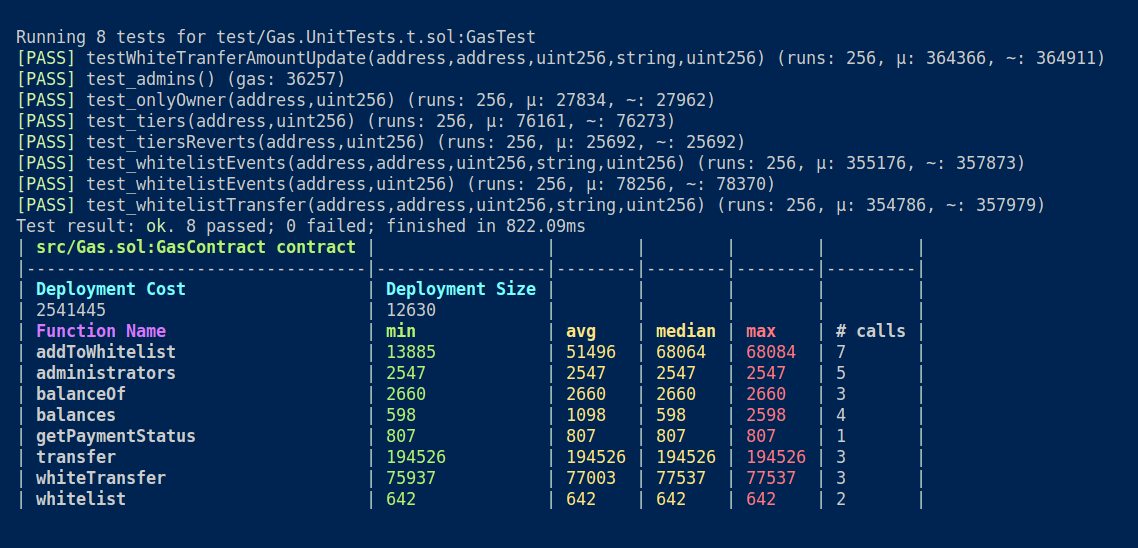 Running 8 tests for test/Gas.UnitTests.t.sol:GasTest
[PASS] testWhiteTranferAmountUpdate(address,address,uint256,string,uint256) (runs: 256, μ: 364366, ~: 364911)
[PASS] test_admins() (gas: 36257)
[PASS] test_onlyOwner(address,uint256) (runs: 256, μ: 27834, ~: 27962)
[PASS] test_tiers(address,uint256) (runs: 256, μ: 76161, ~: 76273)
[PASS] test_tiersReverts(address,uint256) (runs: 256, μ: 25692, ~: 25692)
[PASS] test_whitelistEvents(address,address,uint256,string,uint256) (runs: 256, μ: 355176, ~: 357873)
[PASS] test_whitelistEvents(address,uint256) (runs: 256, μ: 78256, ~: 78370)
[PASS] test_whitelistTransfer(address,address,uint256,string,uint256) (runs: 256, μ: 354786, ~: 357979)
Test result: ok. 8 passed; 0 failed; finished in 822.09ms
| src/Gas.sol:GasContract contract |                 |        |        |        |         |
|----------------------------------|-----------------|--------|--------|--------|---------|
| Deployment Cost                  | Deployment Size |        |        |        |         |
| 2541445                          | 12630           |        |        |        |         |
| Function Name                    | min             | avg    | median | max    | # calls |
| addToWhitelist                   | 13885           | 51496  | 68064  | 68084  | 7       |
| administrators                   | 2547            | 2547   | 2547   | 2547   | 5       |
| balanceOf                        | 2660            | 2660   | 2660   | 2660   | 3       |
| balances                         | 598             | 1098   | 598    | 2598   | 4       |
| getPaymentStatus                 | 807             | 807    | 807    | 807    | 1       |
| transfer                         | 194526          | 194526 | 194526 | 194526 | 3       |
| whiteTransfer                    | 75937           | 77003  | 77537  | 77537  | 3       |
| whitelist                        | 642             | 642    | 642    | 642    | 2       |